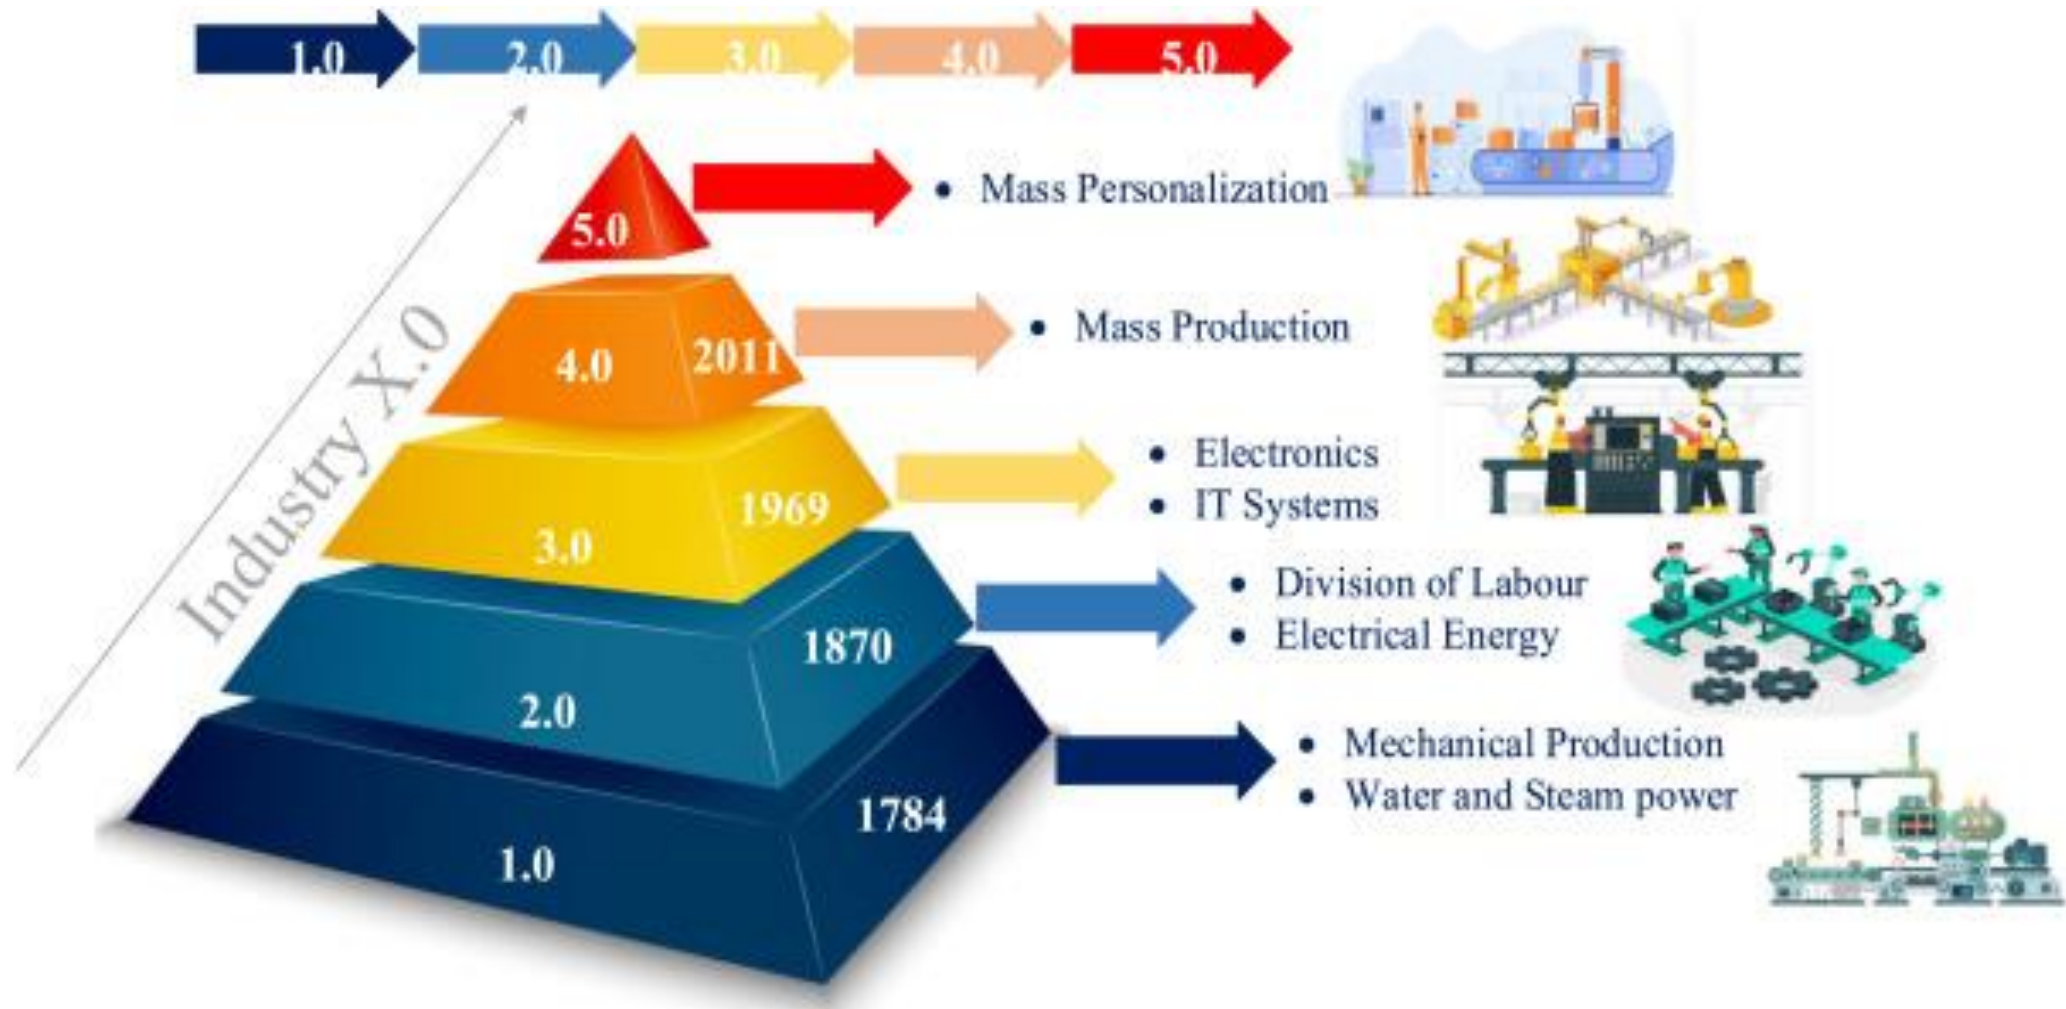 1.0 2.0 3.0 4.0 5.0
Industry X.0
5.0
• Mass Personalization
4.0 2011
• Mass Production
3.0 1969
• Electronics
• IT Systems
2.0 1870
• Division of Labour
• Electrical Energy
1.0 1784
• Mechanical Production
• Water and Steam power